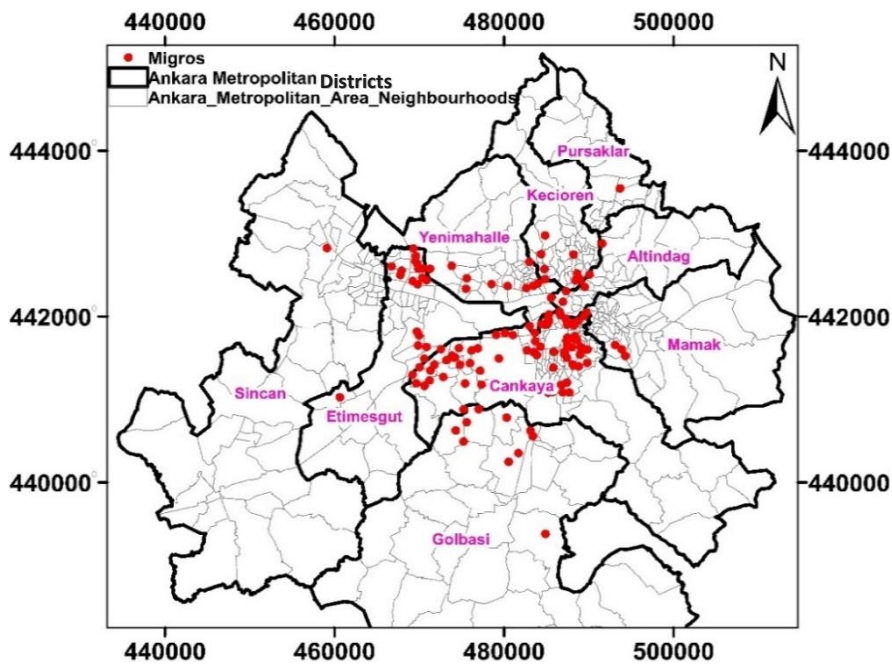 440000 460000 480000 500000
N
Migros
Ankara Metropolitan Districts
Ankara_Metropolitan_Area_Neighbourhoods
444000 444000
Pursaklar
Kecioren
Yenimahalle
Altindag
442000 442000
Mamak
Sincan
Cankaya
Etimesgut
440000 440000
Golbasi
440000 460000 480000 500000